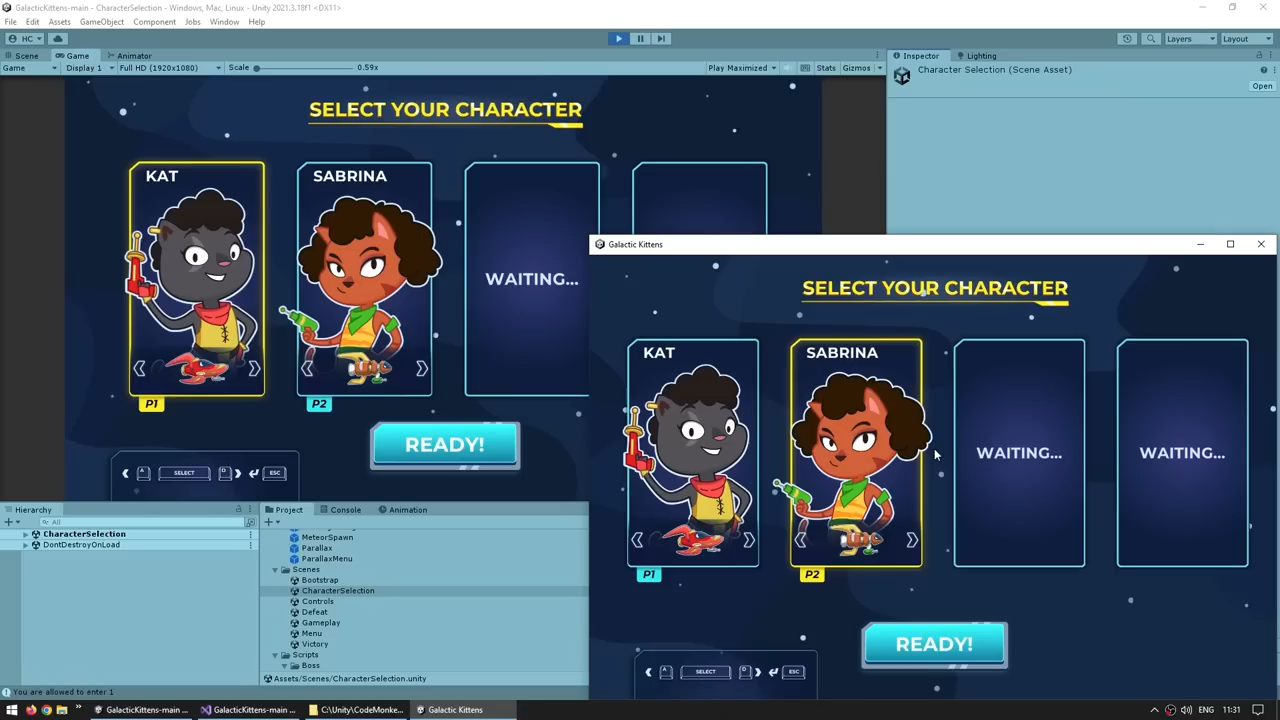 GalacticKittens-main - CharacterSelection - Windows, Mac, Linux - Unity 2021.3.18f1 <DX11>
File Edit Assets GameObject Component Jobs Window Help
HC Layers Layout
Scene Game Animator
Game Display 1 Full HD (1920x1080) Scale 0.59x Play Maximized Stats Gizmos
Inspector Lighting
Character Selection (Scene Asset)
Open
SELECT YOUR CHARACTER
KAT
SABRINA
WAITING...
P1
P2
READY!
A SELECT D ESC
Galactic Kittens
SELECT YOUR CHARACTER
KAT
SABRINA
WAITING...
WAITING...
P1
P2
READY!
A SELECT D ESC
Hierarchy
All
CharacterSelection
DontDestroyOnLoad
Project Console Animation
MeteorSpawn
Parallax
ParallaxMenu
Scenes
Bootstrap
CharacterSelection
Controls
Defeat
Gameplay
Menu
Victory
Scripts
Boss
Assets/Scenes/CharacterSelection.unity
You are allowed to enter 1
GalacticKittens-main ... GalacticKittens-main ... C:\Unity\CodeMonke... Galactic Kittens ENG 11:31